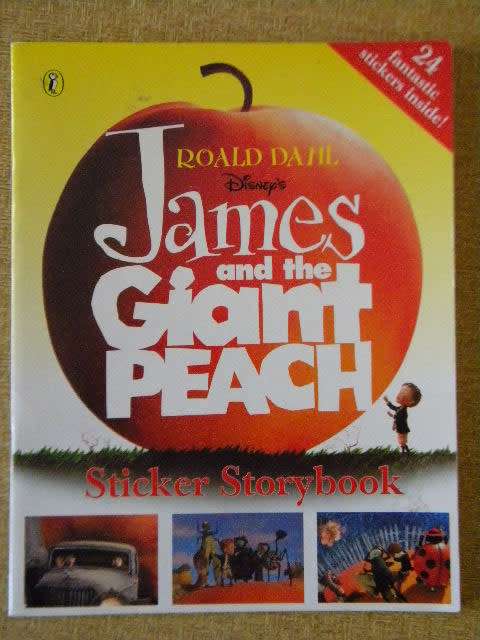 24
fantastic
stickers inside!
ROALD DAHL
DISNEY'S
James
and the
Giant
PEACH
Sticker Storybook